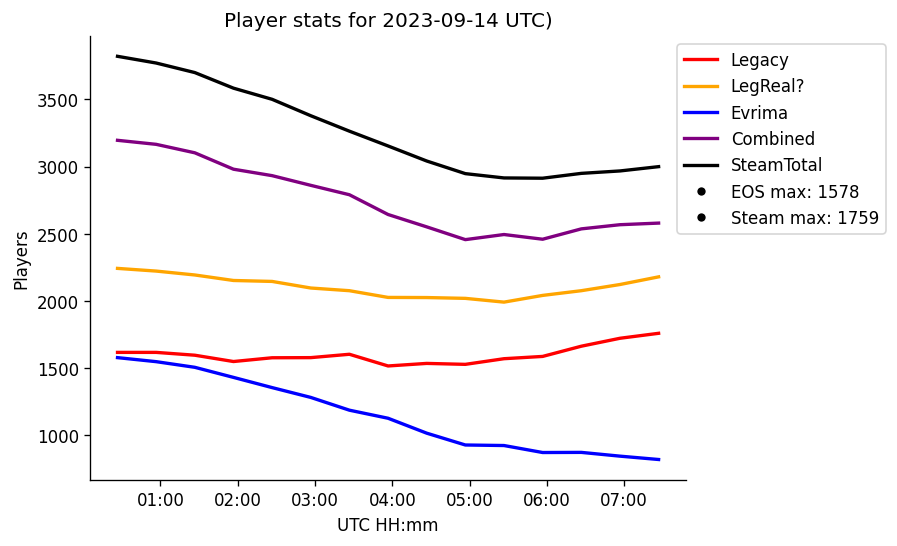 Player stats for 2023-09-14 UTC)
Legacy
LegReal?
Evrima
Combined
SteamTotal
EOS max: 1578
Steam max: 1759
Players
3500
3000
2500
2000
1500
1000
01:00 02:00 03:00 04:00 05:00 06:00 07:00
UTC HH:mm